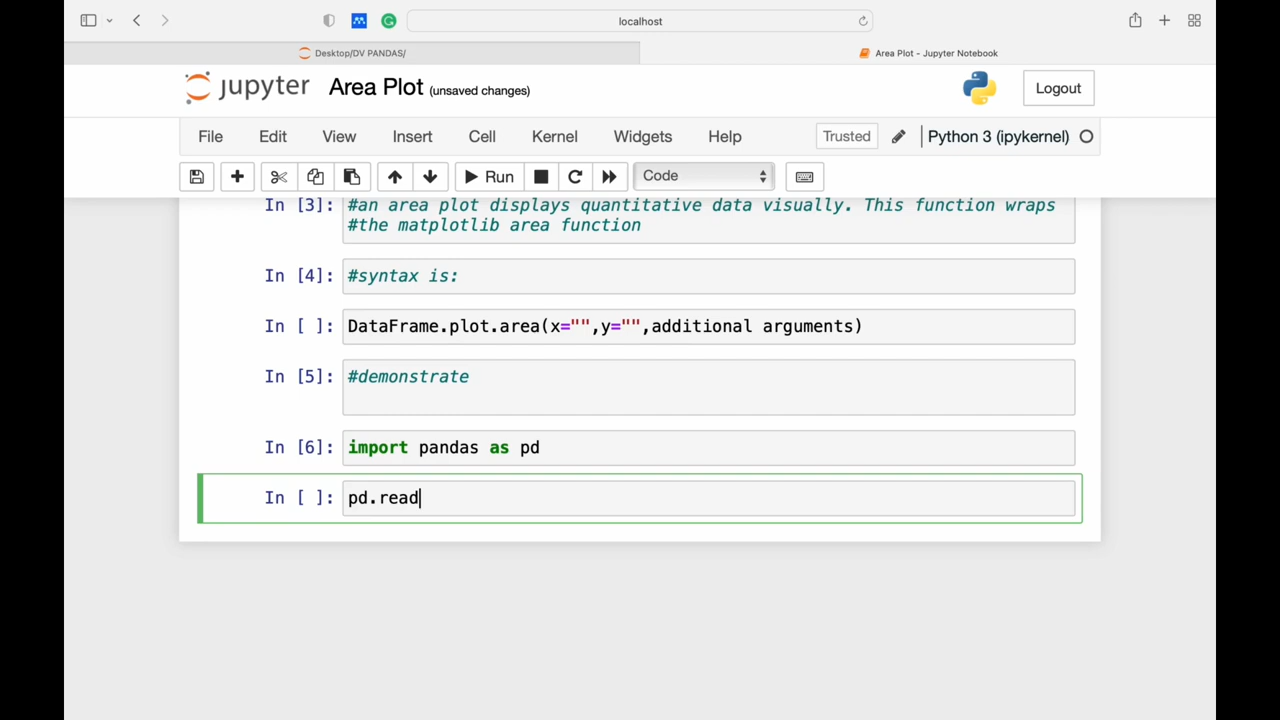 localhost
Desktop/DV PANDAS/
Area Plot - Jupyter Notebook
jupyter Area Plot (unsaved changes)
Logout
File Edit View Insert Cell Kernel Widgets Help Trusted Python 3 (ipykernel)
Run Code
In [3]: #an area plot displays quantitative data visually. This function wraps
#the matplotlib area function
In [4]: #syntax is:
In [ ]: DataFrame.plot.area(x="",y="",additional arguments)
In [5]: #demonstrate
In [6]: import pandas as pd
In [ ]: pd.read